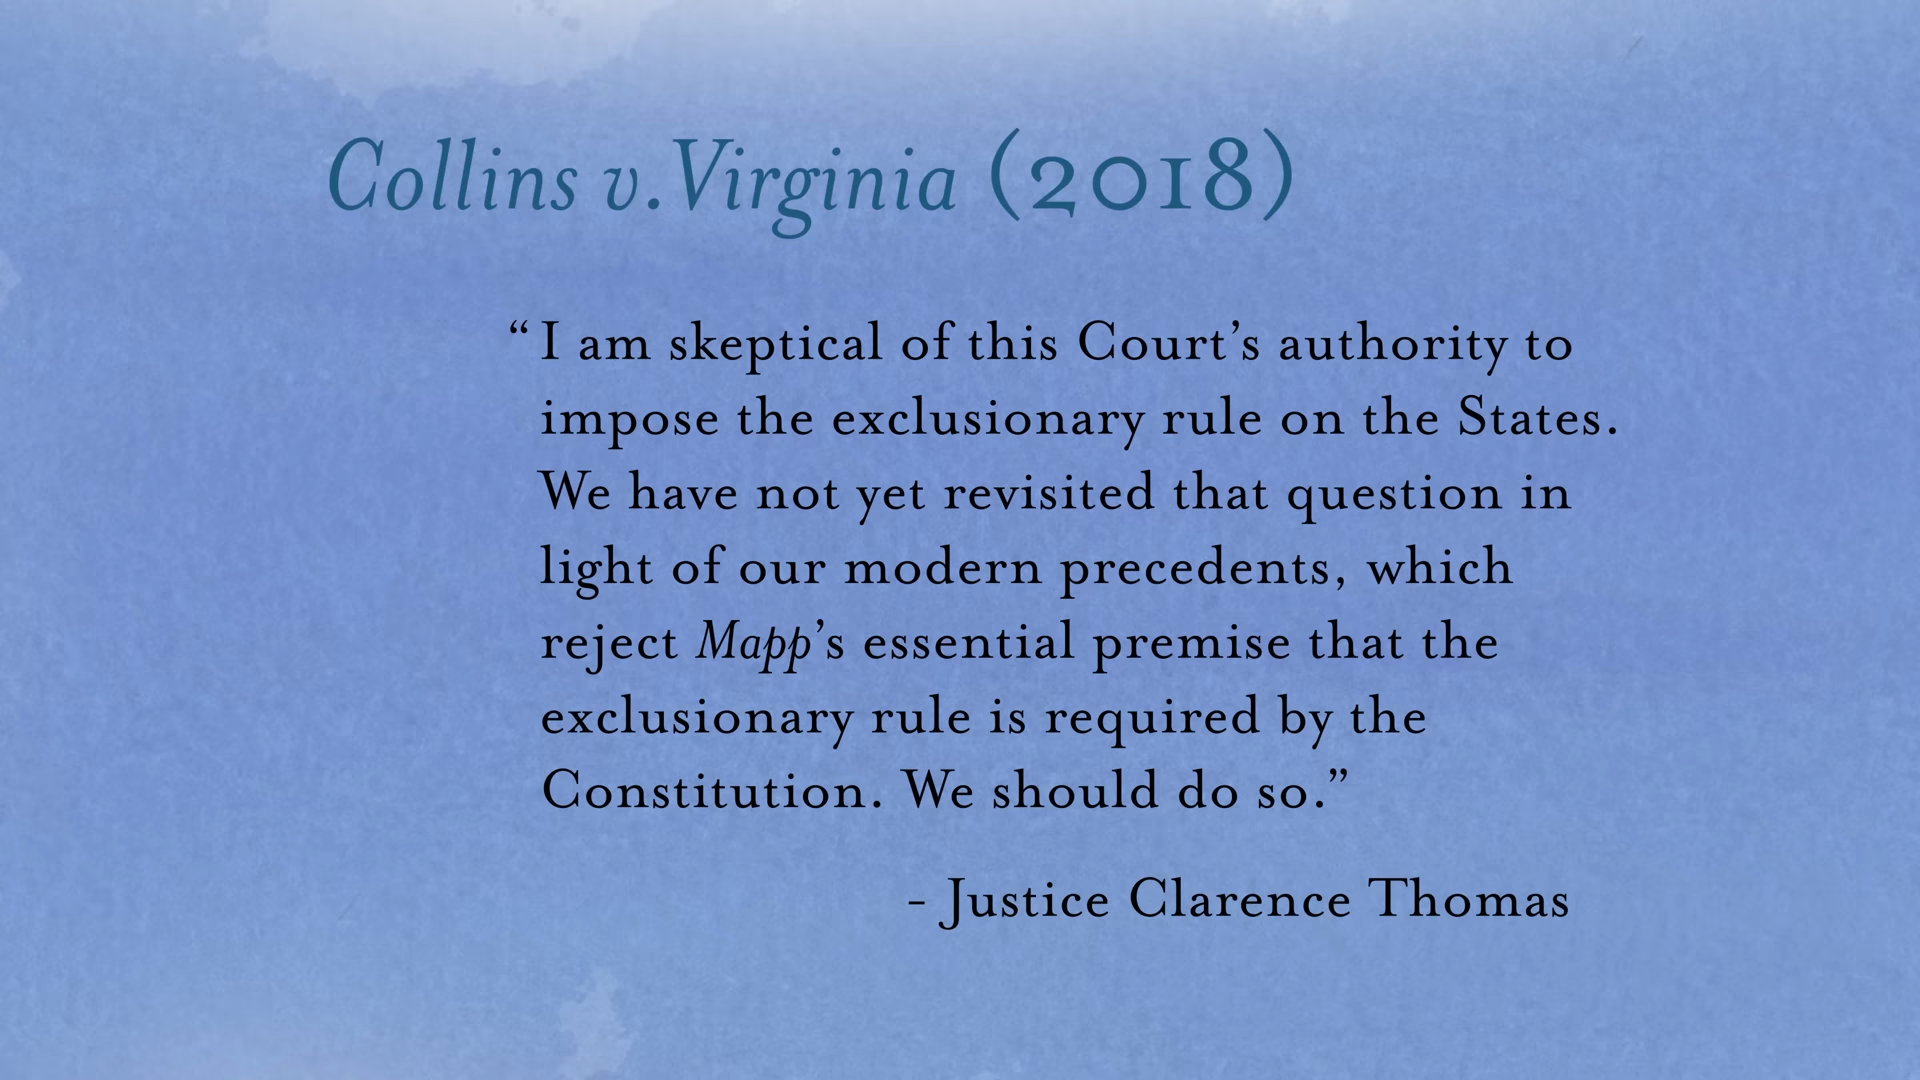 Collins v. Virginia (2018)
“I am skeptical of this Court’s authority to
impose the exclusionary rule on the States.
We have not yet revisited that question in
light of our modern precedents, which
reject Mapp’s essential premise that the
exclusionary rule is required by the
Constitution. We should do so.”
- Justice Clarence Thomas